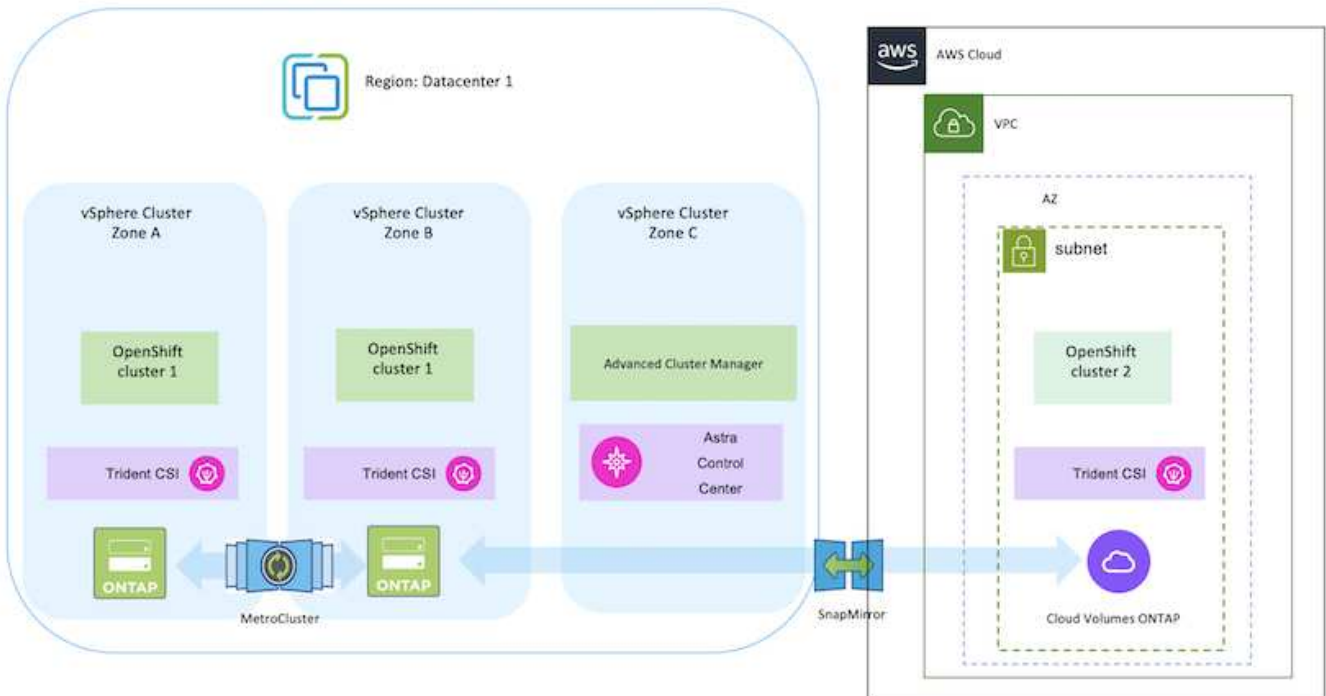 Region: Datacenter 1
vSphere Cluster
Zone A
OpenShift
cluster 1
Trident CSI
ONTAP
MetroCluster
vSphere Cluster
Zone B
OpenShift
cluster 1
Trident CSI
ONTAP
vSphere Cluster
Zone C
Advanced Cluster Manager
Astra
Control
Center
SnapMirror
aws
AWS Cloud
VPC
AZ
subnet
OpenShift
cluster 2
Trident CSI
Cloud Volumes ONTAP